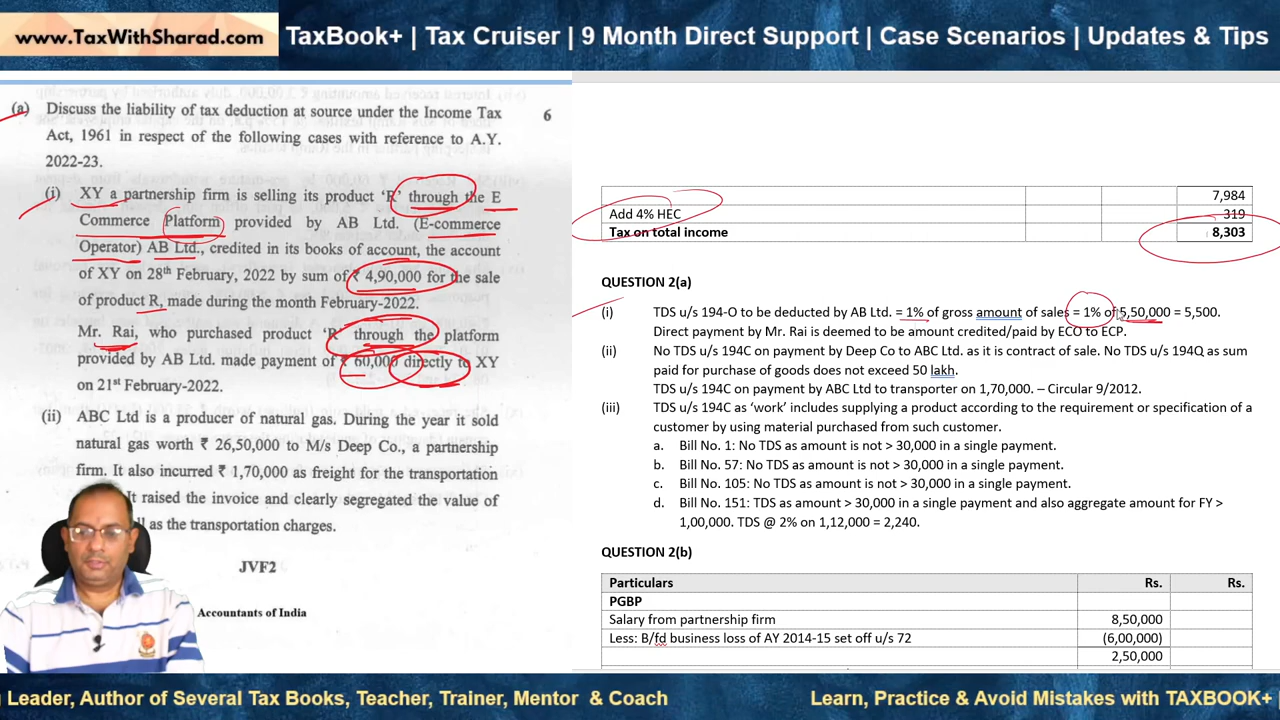 www.TaxWithSharad.com
TaxBook+ | Tax Cruiser | 9 Month Direct Support | Case Scenarios | Updates & Tips
(a) Discuss the liability of tax deduction at source under the Income Tax 6
Act, 1961 in respect of the following cases with reference to A.Y.
2022-23.
(i) XY a partnership firm is selling its product 'R' through the E
Commerce Platform provided by AB Ltd. (E-commerce
Operator) AB Ltd., credited in its books of account, the account
of XY on 28th February, 2022 by sum of ₹ 4,90,000 for the sale
of product R, made during the month February-2022.
Mr. Rai, who purchased product 'R' through the platform
provided by AB Ltd. made payment of ₹ 60,000 directly to XY
on 21st February-2022.
(ii) ABC Ltd is a producer of natural gas. During the year it sold
natural gas worth ₹ 26,50,000 to M/s Deep Co., a partnership
firm. It also incurred ₹ 1,70,000 as freight for the transportation
It raised the invoice and clearly segregated the value of
as the transportation charges.
JVF2
Accountants of India
7,984
Add 4% HEC 319
Tax on total income 8,303
QUESTION 2(a)
(i) TDS u/s 194-O to be deducted by AB Ltd. = 1% of gross amount of sales = 1% of 5,50,000 = 5,500.
Direct payment by Mr. Rai is deemed to be amount credited/paid by ECO to ECP.
(ii) No TDS u/s 194C on payment by Deep Co to ABC Ltd. as it is contract of sale. No TDS u/s 194Q as sum
paid for purchase of goods does not exceed 50 lakh.
TDS u/s 194C on payment by ABC Ltd to transporter on 1,70,000. – Circular 9/2012.
(iii) TDS u/s 194C as 'work' includes supplying a product according to the requirement or specification of a
customer by using material purchased from such customer.
a. Bill No. 1: No TDS as amount is not > 30,000 in a single payment.
b. Bill No. 57: No TDS as amount is not > 30,000 in a single payment.
c. Bill No. 105: No TDS as amount is not > 30,000 in a single payment.
d. Bill No. 151: TDS as amount > 30,000 in a single payment and also aggregate amount for FY >
1,00,000. TDS @ 2% on 1,12,000 = 2,240.
QUESTION 2(b)
Particulars Rs. Rs.
PGBP
Salary from partnership firm 8,50,000
Less: B/fd business loss of AY 2014-15 set off u/s 72 (6,00,000)
2,50,000
Leader, Author of Several Tax Books, Teacher, Trainer, Mentor & Coach
Learn, Practice & Avoid Mistakes with TAXBOOK+